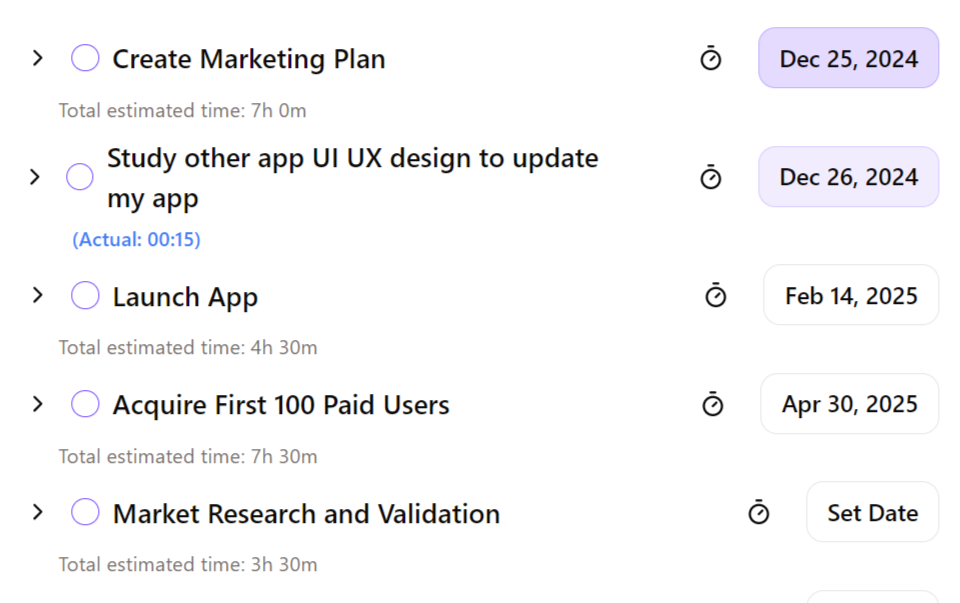 Create Marketing Plan
Dec 25, 2024
Total estimated time: 7h 0m
Study other app UI UX design to update
my app
Dec 26, 2024
(Actual: 00:15)
Launch App
Feb 14, 2025
Total estimated time: 4h 30m
Acquire First 100 Paid Users
Apr 30, 2025
Total estimated time: 7h 30m
Market Research and Validation
Set Date
Total estimated time: 3h 30m